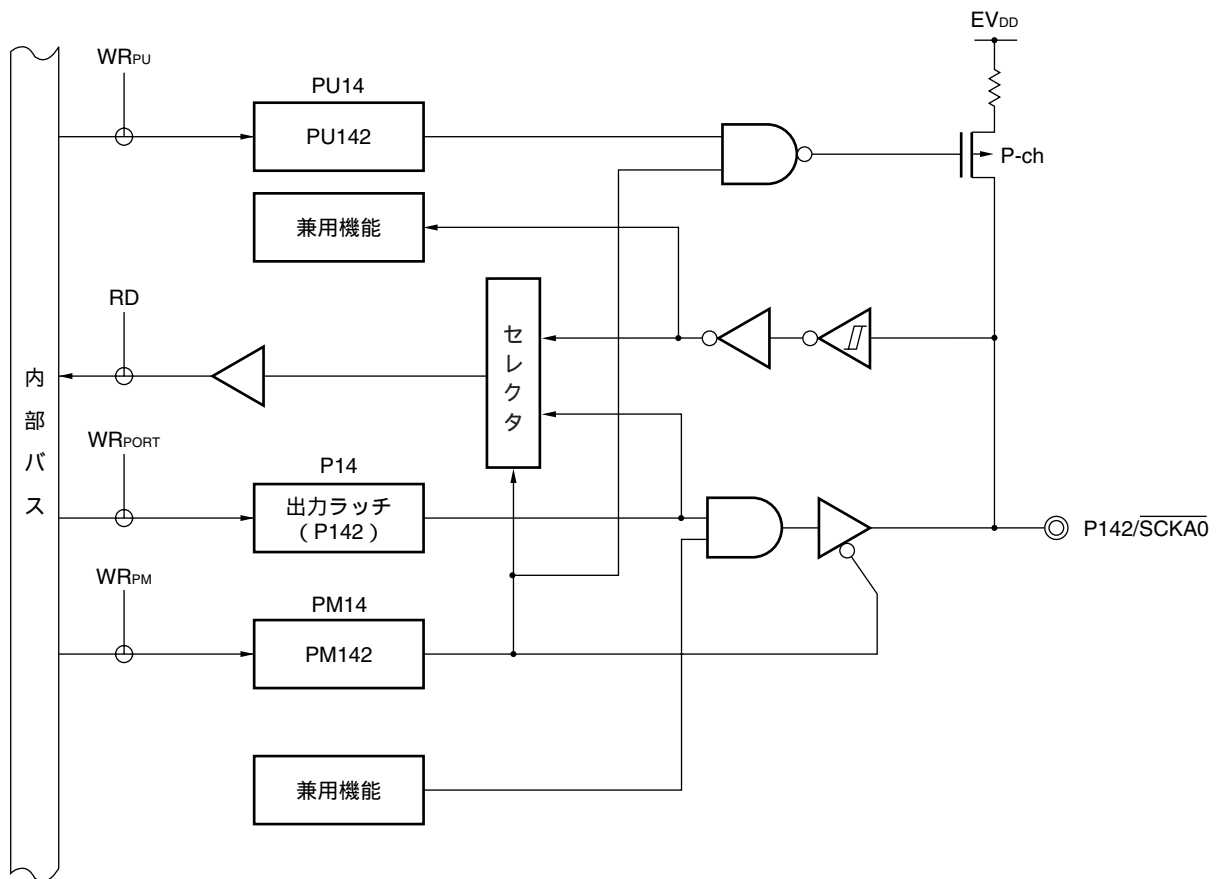 EVDD
WRPU
PU14
PU142
P-ch
兼用機能
RD
セレクタ
内部バス
WRPORT
P14
出力ラッチ
(P142)
P142/SCKA0
WRPM
PM14
PM142
兼用機能